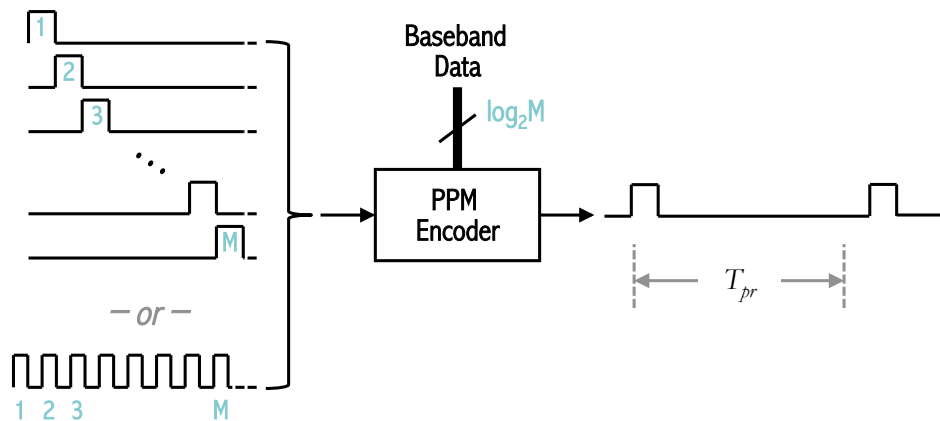 1
2
3
M
– or –
1 2 3 M
Baseband
Data
log₂M
PPM
Encoder
Tpr